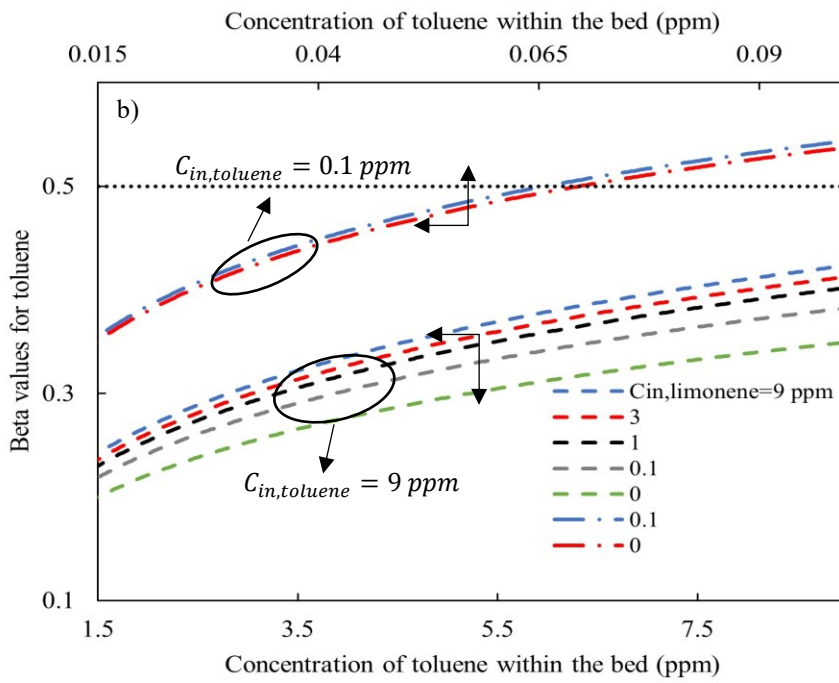 Concentration of toluene within the bed (ppm)
0.015 0.04 0.065 0.09
b)
C_{in,toluene} = 0.1 ppm
0.5
Beta values for toluene
0.3
Cin,limonene=9 ppm
3
1
0.1
0
0.1
0
C_{in,toluene} = 9 ppm
0.1
1.5 3.5 5.5 7.5
Concentration of toluene within the bed (ppm)